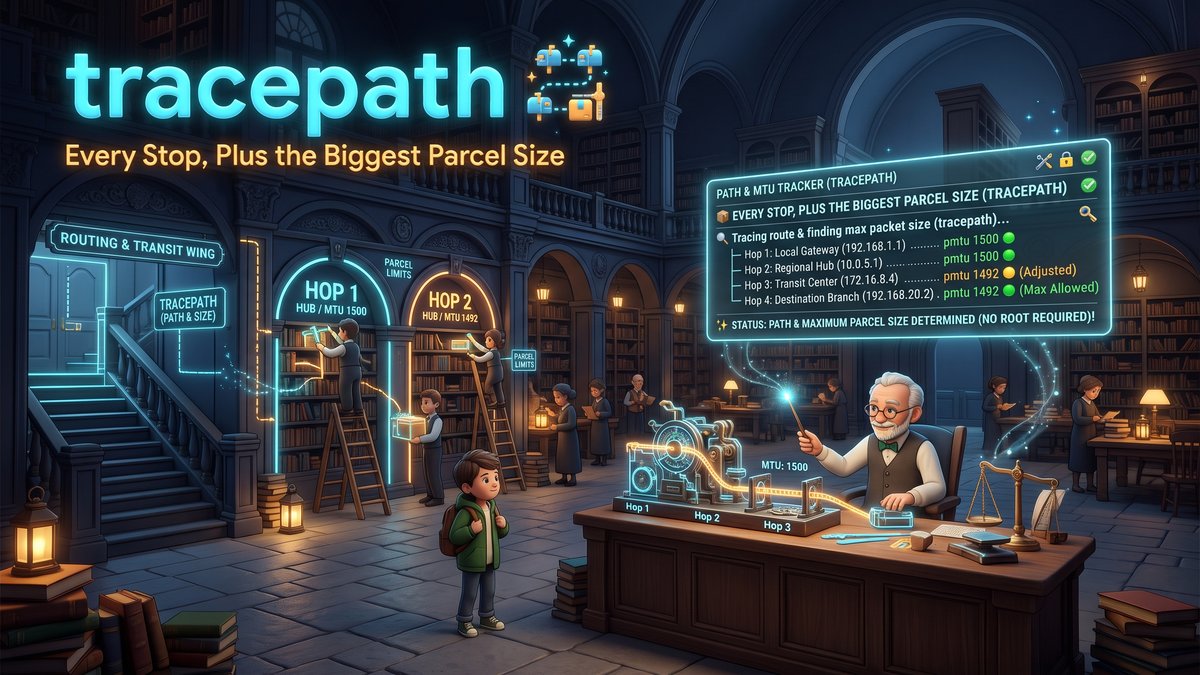 tracepath
Every Stop, Plus the Biggest Parcel Size
ROUTING & TRANSIT WING
TRACEPATH
(PATH & SIZE)
HOP 1
HUB / MTU 1500
PARCEL
LIMITS
HOP 2
HUB / MTU 1492
PARCEL
LIMITS
PATH & MTU TRACKER (TRACEPATH)
EVERY STOP, PLUS THE BIGGEST PARCEL SIZE (TRACEPATH)
Tracing route & finding max packet size (tracepath)...
Hop 1: Local Gateway (192.168.1.1) .......... pmtu 1500
Hop 2: Regional Hub (10.0.5.1) .............. pmtu 1500
Hop 3: Transit Center (172.16.8.4) .......... pmtu 1492 (Adjusted)
Hop 4: Destination Branch (192.168.20.2) . pmtu 1492 (Max Allowed)
STATUS: PATH & MAXIMUM PARCEL SIZE DETERMINED (NO ROOT REQUIRED)!
MTU: 1500
Hop 1
Hop 2
Hop 3